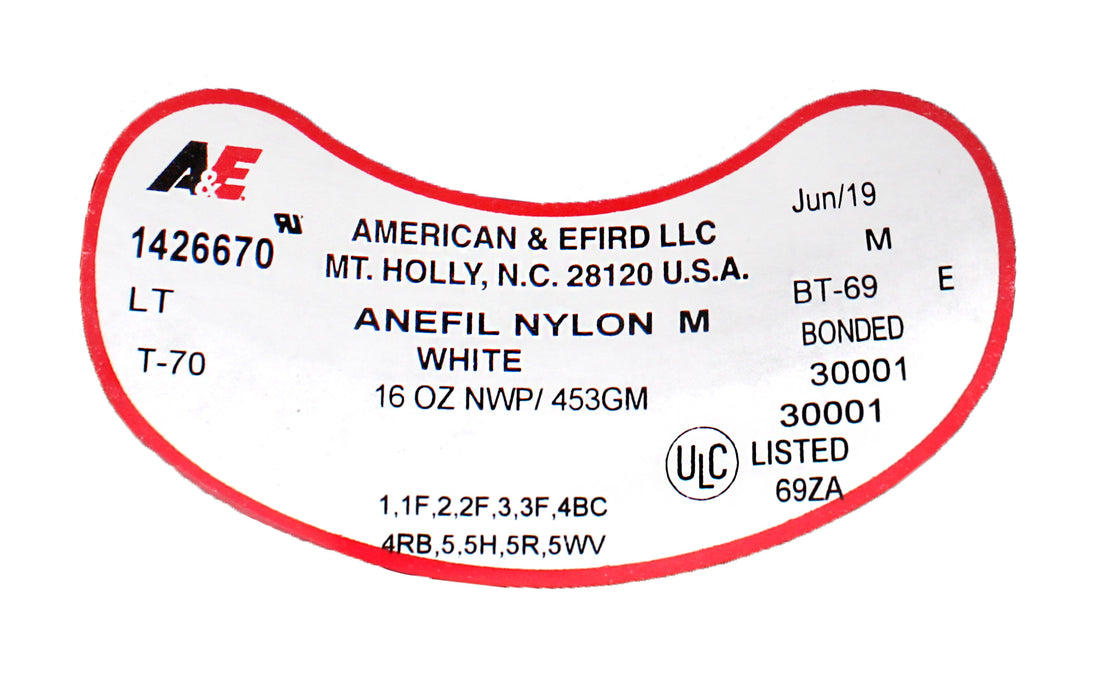 A&E
1426670 RU
LT
T-70
AMERICAN & EFIRD LLC
MT. HOLLY, N.C. 28120 U.S.A.
ANEFIL NYLON M
WHITE
16 OZ NWP/ 453GM
1,1F,2,2F,3,3F,4BC
4RB,5.5H,5R,5WV
Jun/19
M
BT-69 E
BONDED
30001
30001
ULC LISTED
69ZA